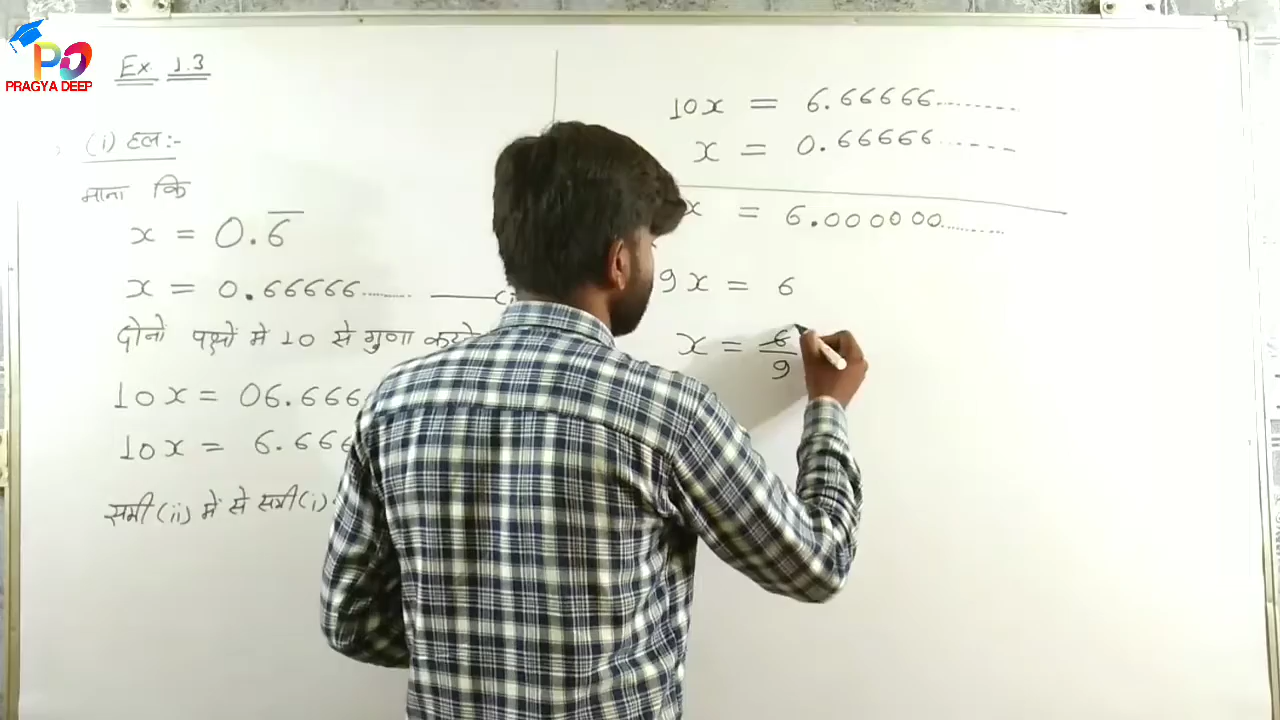 PRAGYA DEEP
Ex. 1.3
(i) हल:-
माना कि
x = 0.6̅
x = 0.66666........ ——(i
दोनो पक्षों में 10 से गुणा करने
10x = 06.666
10x = 6.666
समी(ii) में से समी(i)
10x = 6.66666.........
x = 0.66666.......
x = 6.000000.........
9x = 6
x = 6/9